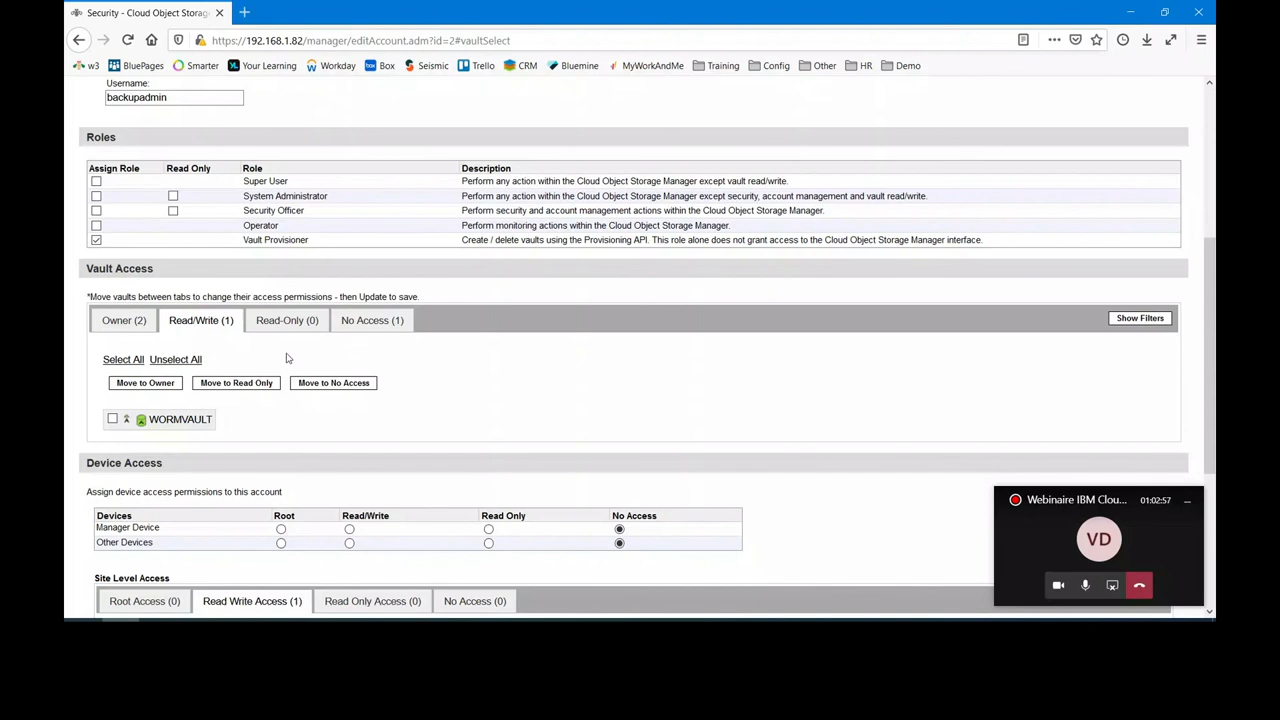 Security - Cloud Object Storag
https://192.168.1.82/manager/editAccount.adm?id=2#vaultSelect
w3 BluePages Smarter Your Learning Workday Box Seismic Trello CRM Bluemine MyWorkAndMe Training Config Other HR Demo
Username:
backupadmin
Roles
Assign Role Read Only Role Description
Super User Perform any action within the Cloud Object Storage Manager except vault read/write.
System Administrator Perform any action within the Cloud Object Storage Manager except security, account management and vault read/write.
Security Officer Perform security and account management actions within the Cloud Object Storage Manager.
Operator Perform monitoring actions within the Cloud Object Storage Manager.
Vault Provisioner Create / delete vaults using the Provisioning API. This role alone does not grant access to the Cloud Object Storage Manager interface.
Vault Access
*Move vaults between tabs to change their access permissions - then Update to save.
Owner (2) Read/Write (1) Read-Only (0) No Access (1) Show Filters
Select All Unselect All
Move to Owner Move to Read Only Move to No Access
WORMVAULT
Device Access
Assign device access permissions to this account
Devices Root Read/Write Read Only No Access
Manager Device
Other Devices
Site Level Access
Root Access (0) Read Write Access (1) Read Only Access (0) No Access (0)
Webinaire IBM Clou... 01:02:57 ...
VD